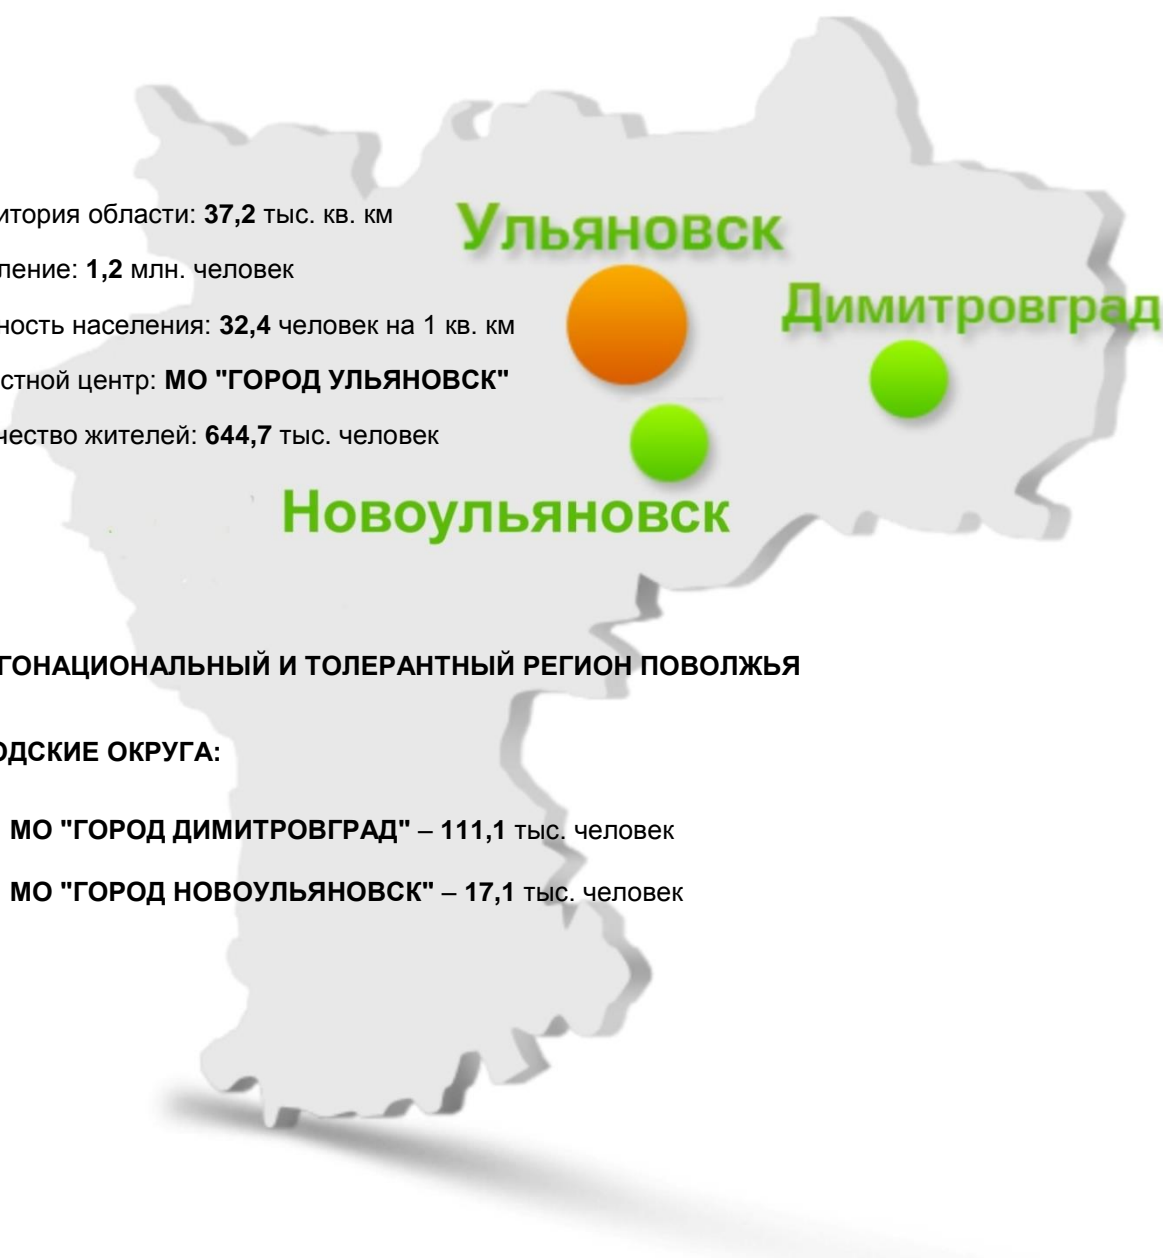 итория области: 37,2 тыс. кв. км
Ульяновск
ление: 1,2 млн. человек
Димитровград
ность населения: 32,4 человек на 1 кв. км
стной центр: МО "ГОРОД УЛЬЯНОВСК"
чество жителей: 644,7 тыс. человек
Новоульяновск
ГОНАЦИОНАЛЬНЫЙ И ТОЛЕРАНТНЫЙ РЕГИОН ПОВОЛЖЬЯ
ОДСКИЕ ОКРУГА:
МО "ГОРОД ДИМИТРОВГРАД" – 111,1 тыс. человек
МО "ГОРОД НОВОУЛЬЯНОВСК" – 17,1 тыс. человек